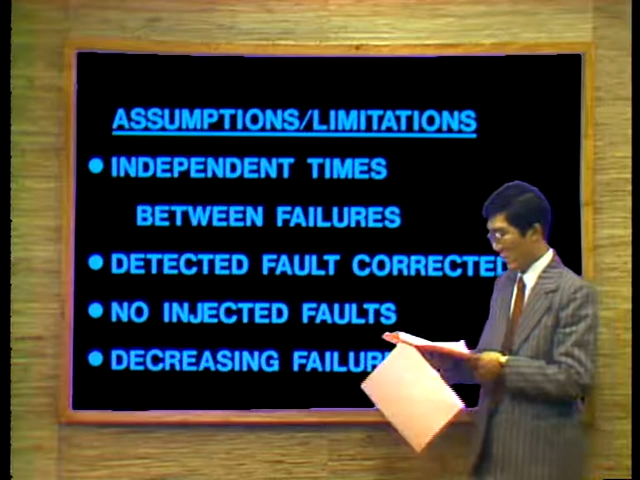 ASSUMPTIONS/LIMITATIONS
• INDEPENDENT TIMES
BETWEEN FAILURES
• DETECTED FAULT CORRECTED
• NO INJECTED FAULTS
• DECREASING